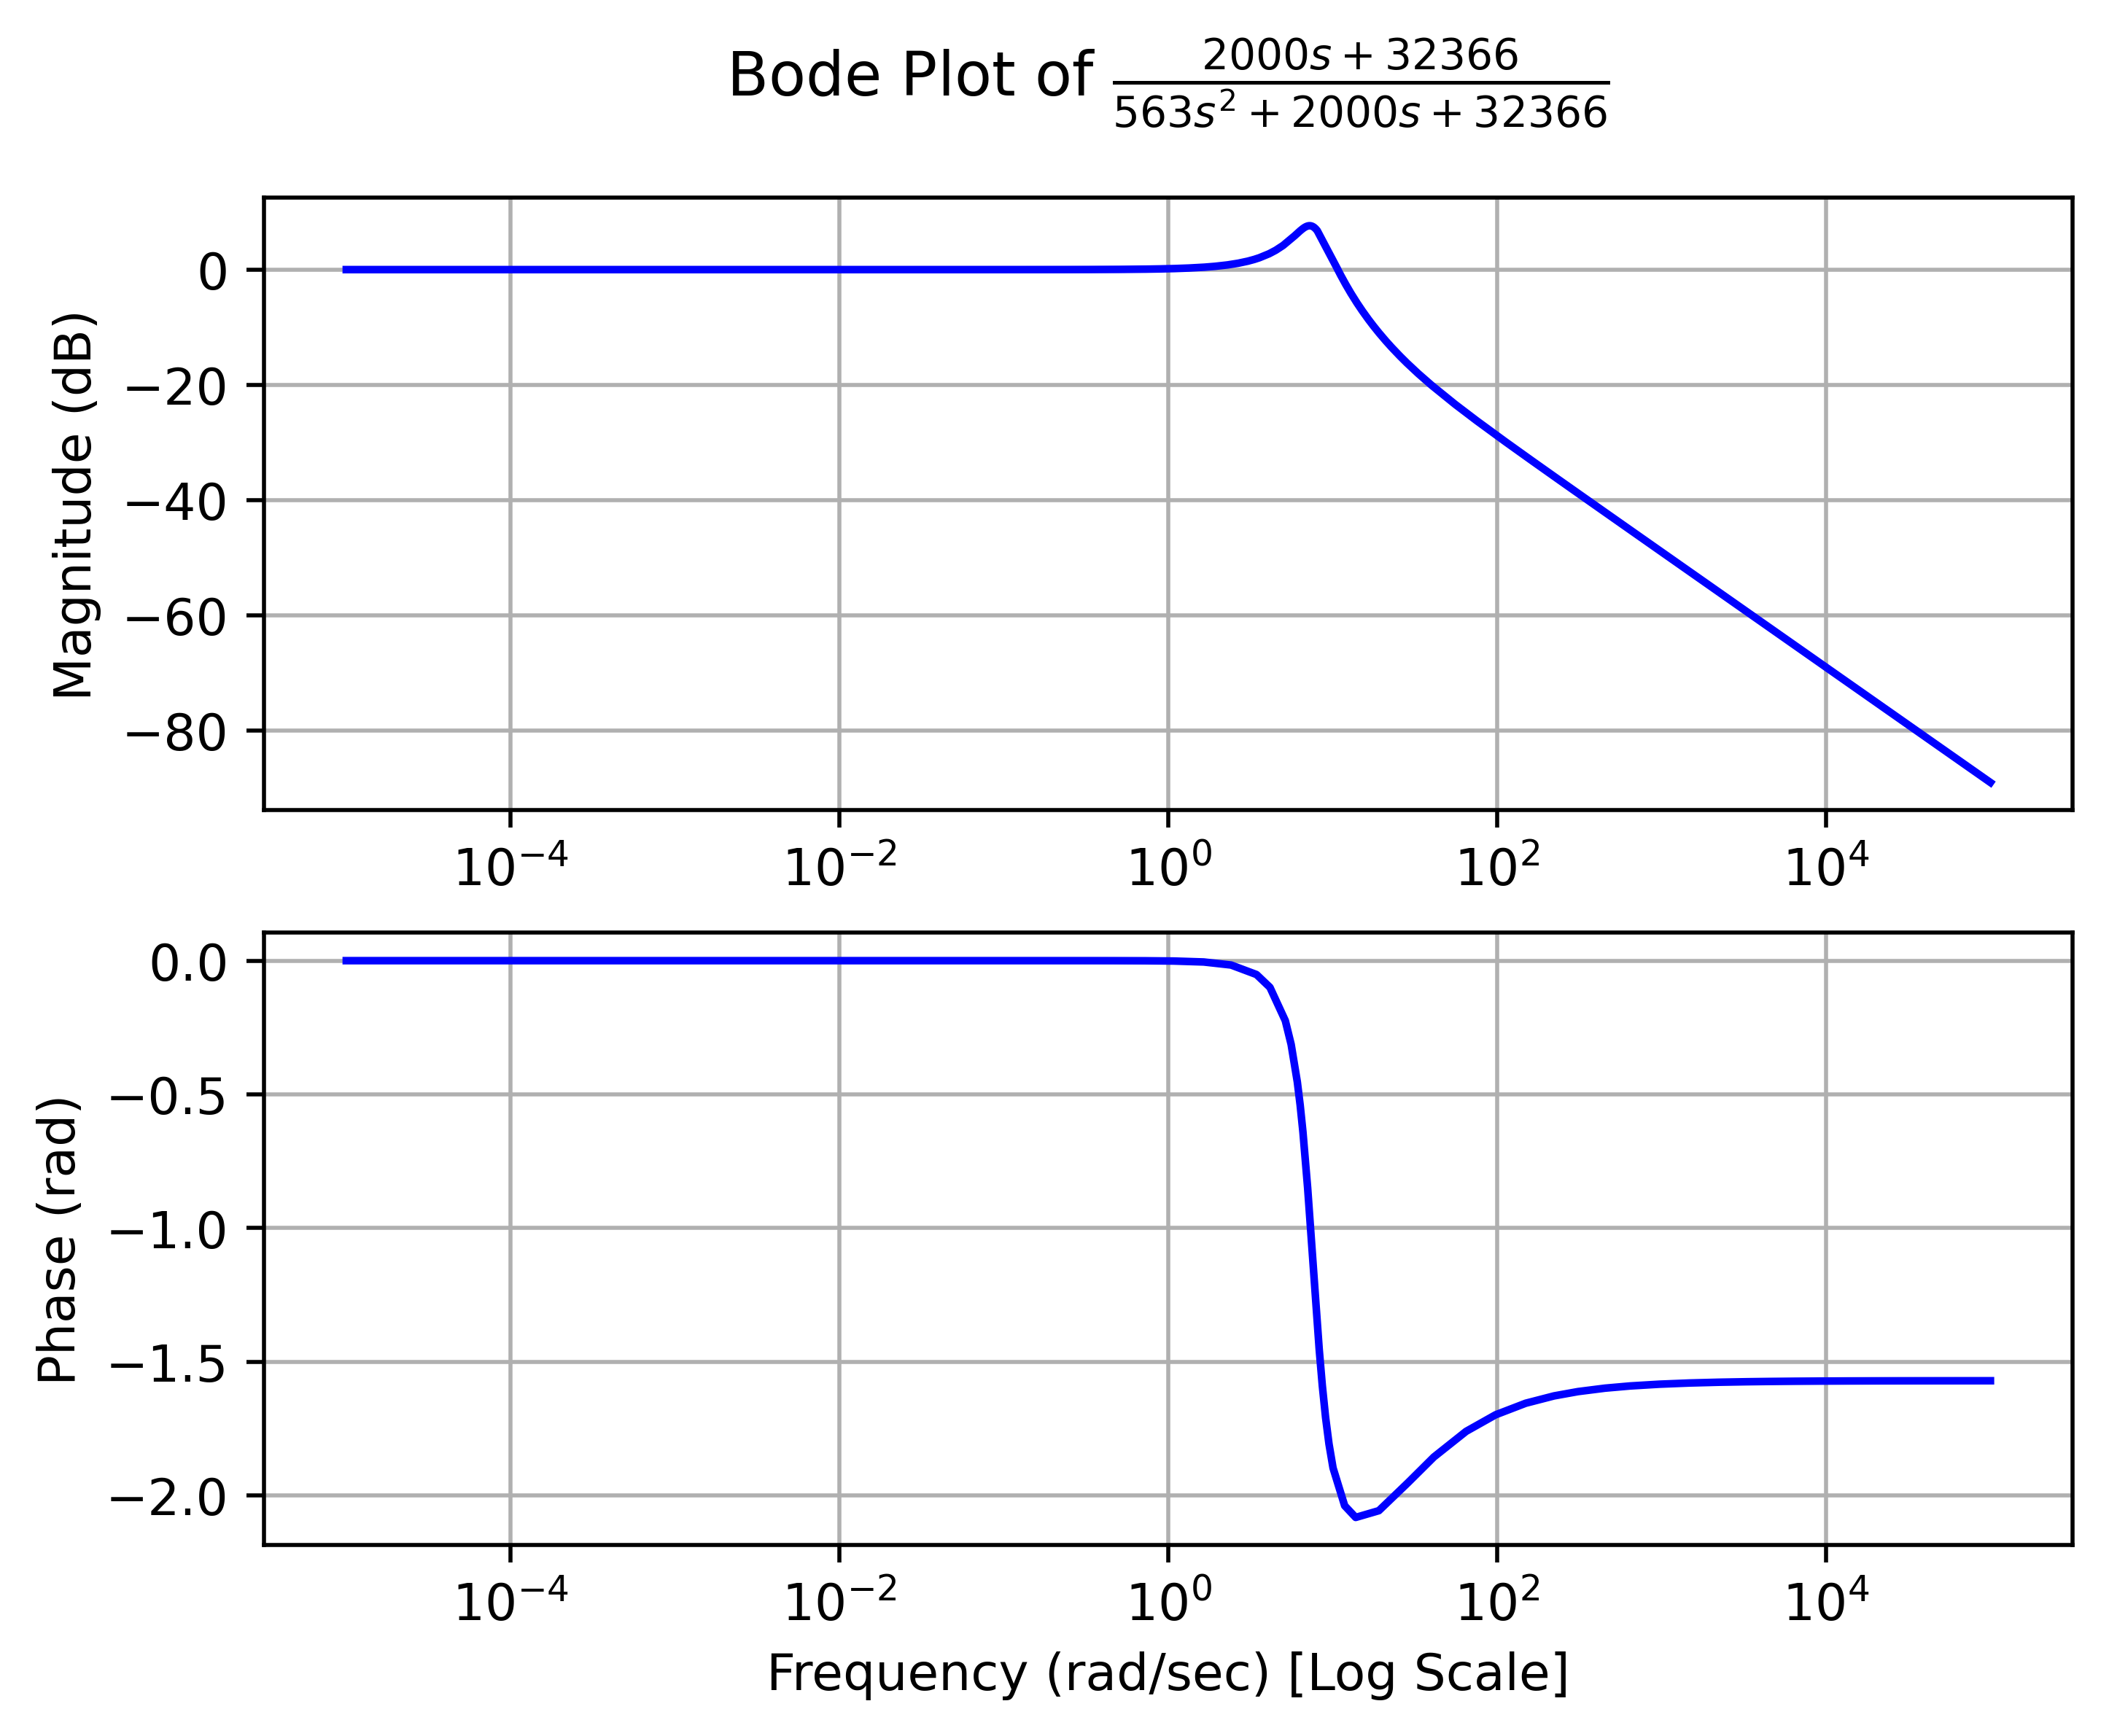 Bode Plot of \frac{2000s + 32366}{563s^2 + 2000s + 32366}
Magnitude (dB)
0
−20
−40
−60
−80
10^{-4} 10^{-2} 10^0 10^2 10^4
Phase (rad)
0.0
−0.5
−1.0
−1.5
−2.0
10^{-4} 10^{-2} 10^0 10^2 10^4
Frequency (rad/sec) [Log Scale]